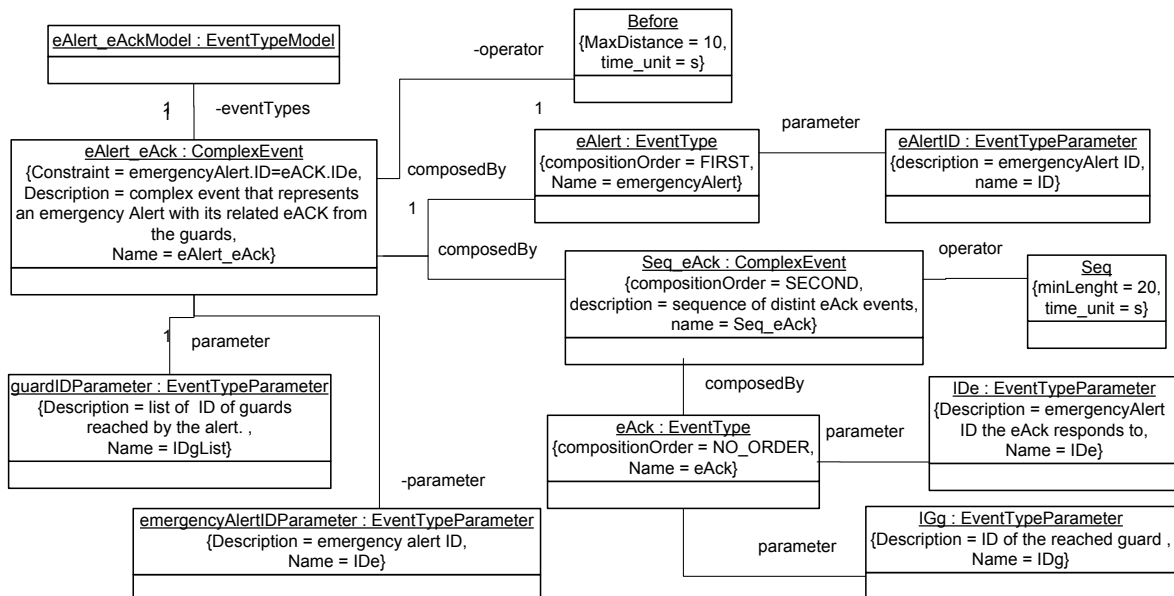 eAlert_eAckModel : EventTypeModel
1
1
-eventTypes
-operator
1
Before
{MaxDistance = 10,
time_unit = s}
eAlert_eAck : ComplexEvent
{Constraint = emergencyAlert.ID=eACK.IDe,
Description = complex event that represents
an emergency Alert with its related eACK from
the guards,
Name = eAlert_eAck}
composedBy
1
composedBy
eAlert : EventType
{compositionOrder = FIRST,
Name = emergencyAlert}
parameter
eAlertID : EventTypeParameter
{description = emergencyAlert ID,
name = ID}
Seq_eAck : ComplexEvent
{compositionOrder = SECOND,
description = sequence of distint eAck events,
name = Seq_eAck}
operator
Seq
{minLenght = 20,
time_unit = s}
1
parameter
guardIDParameter : EventTypeParameter
{Description = list of ID of guards
reached by the alert. ,
Name = IDgList}
-parameter
emergencyAlertIDParameter : EventTypeParameter
{Description = emergency alert ID,
Name = IDe}
composedBy
eAck : EventType
{compositionOrder = NO_ORDER,
Name = eAck}
parameter
IDe : EventTypeParameter
{Description = emergencyAlert
ID the eAck responds to,
Name = IDe}
parameter
IGg : EventTypeParameter
{Description = ID of the reached guard ,
Name = IDg}